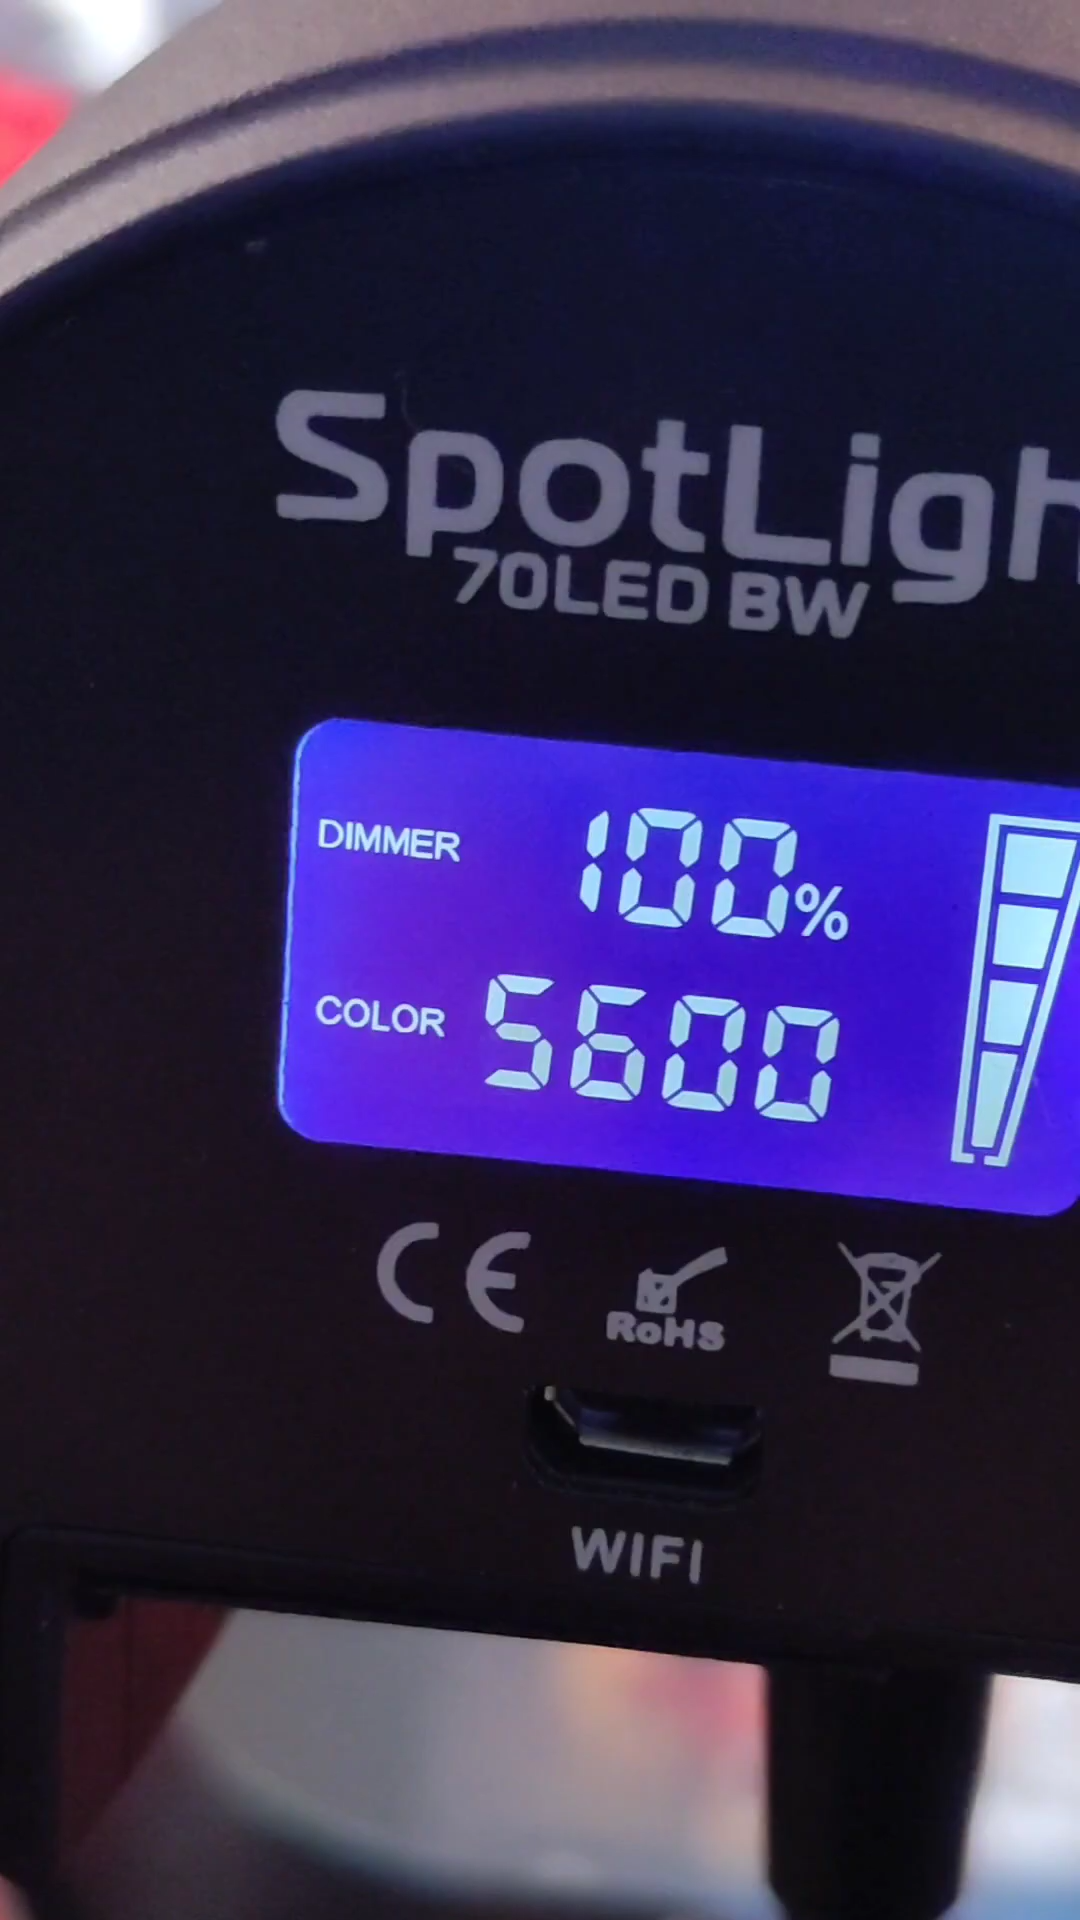 SpotLigh
70LED BW
DIMMER 100%
COLOR 5600
CE RoHS
WIFI